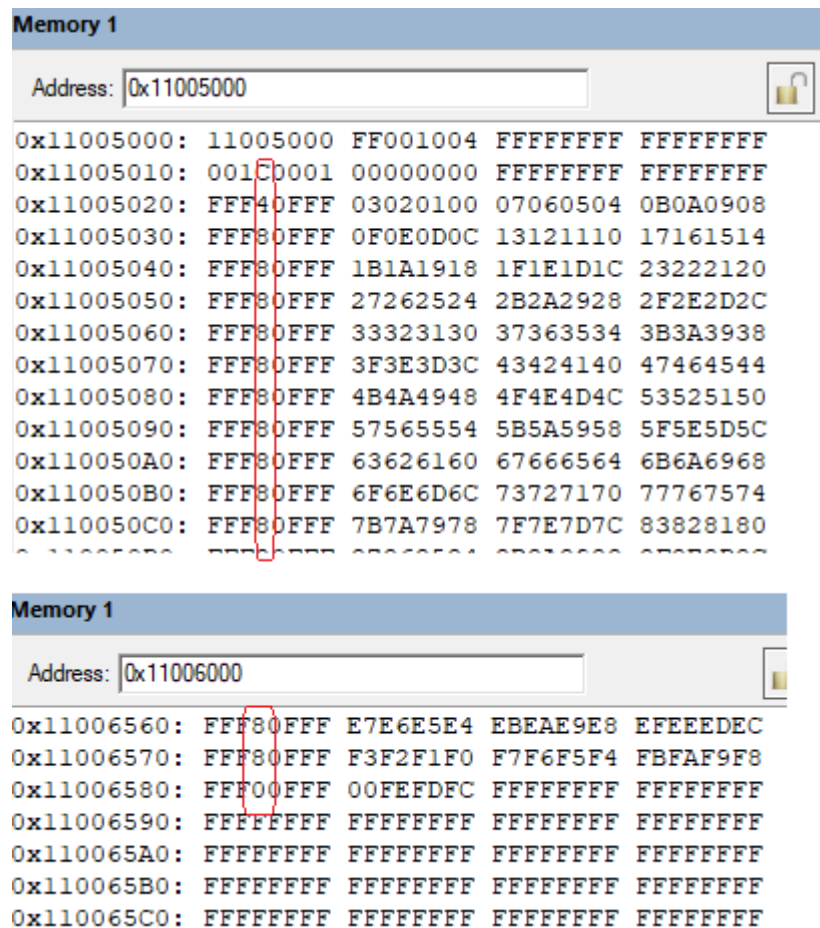 Memory 1
Address: 0x11005000
0x11005000: 11005000 FF001004 FFFFFFFF FFFFFFFF
0x11005010: 001C0001 00000000 FFFFFFFF FFFFFFFF
0x11005020: FFF40FFF 03020100 07060504 0B0A0908
0x11005030: FFF80FFF 0F0E0D0C 13121110 17161514
0x11005040: FFF80FFF 1B1A1918 1F1E1D1C 23222120
0x11005050: FFF80FFF 27262524 2B2A2928 2F2E2D2C
0x11005060: FFF80FFF 33323130 37363534 3B3A3938
0x11005070: FFF80FFF 3F3E3D3C 43424140 47464544
0x11005080: FFF80FFF 4B4A4948 4F4E4D4C 53525150
0x11005090: FFF80FFF 57565554 5B5A5958 5F5E5D5C
0x110050A0: FFF80FFF 63626160 67666564 6B6A6968
0x110050B0: FFF80FFF 6F6E6D6C 73727170 77767574
0x110050C0: FFF80FFF 7B7A7978 7F7E7D7C 83828180
Memory 1
Address: 0x11006000
0x11006560: FFF80FFF E7E6E5E4 EBEAE9E8 EFEEEDEC
0x11006570: FFF80FFF F3F2F1F0 F7F6F5F4 FBFAF9F8
0x11006580: FFF00FFF 00FEFDFC FFFFFFFF FFFFFFFF
0x11006590: FFFFFFFF FFFFFFFF FFFFFFFF FFFFFFFF
0x110065A0: FFFFFFFF FFFFFFFF FFFFFFFF FFFFFFFF
0x110065B0: FFFFFFFF FFFFFFFF FFFFFFFF FFFFFFFF
0x110065C0: FFFFFFFF FFFFFFFF FFFFFFFF FFFFFFFF